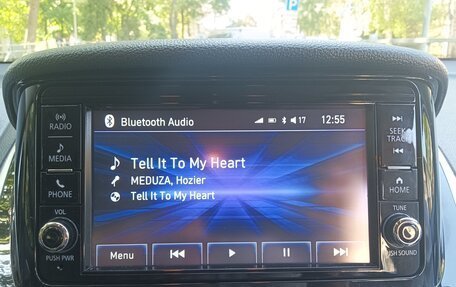 Bluetooth Audio
17
12:55
Tell It To My Heart
MEDUZA, Hozier
Tell It To My Heart
Menu
RADIO
MEDIA
PHONE
VOL
PUSH PWR
SEEK
TRACK
HOME
TUNE
SOUND